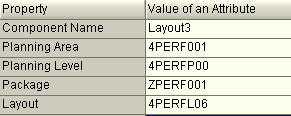 Property Value of an Attribute
Component Name Layout3
Planning Area 4PERF001
Planning Level 4PERFP00
Package ZPERF001
Layout 4PERFL06